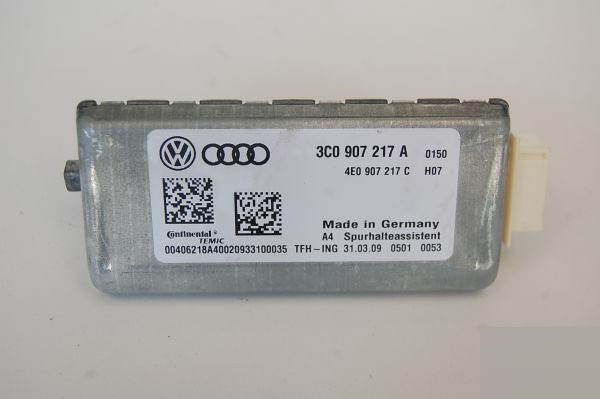 3C0 907 217 A 0150
4E0 907 217 C H07
Made in Germany
A4 Spurhalteassistent
Continental®
TEMIC
00406218A40020933100035 TFH-ING 31.03.09 0501 0053